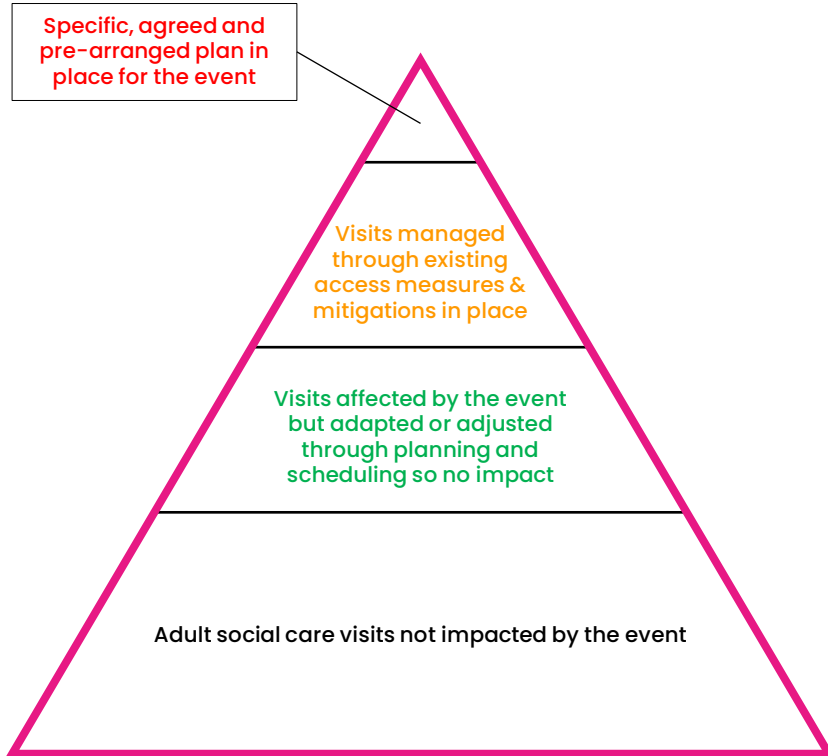 Specific, agreed and
pre-arranged plan in
place for the event
Visits managed
through existing
access measures &
mitigations in place
Visits affected by the event
but adapted or adjusted
through planning and
scheduling so no impact
Adult social care visits not impacted by the event